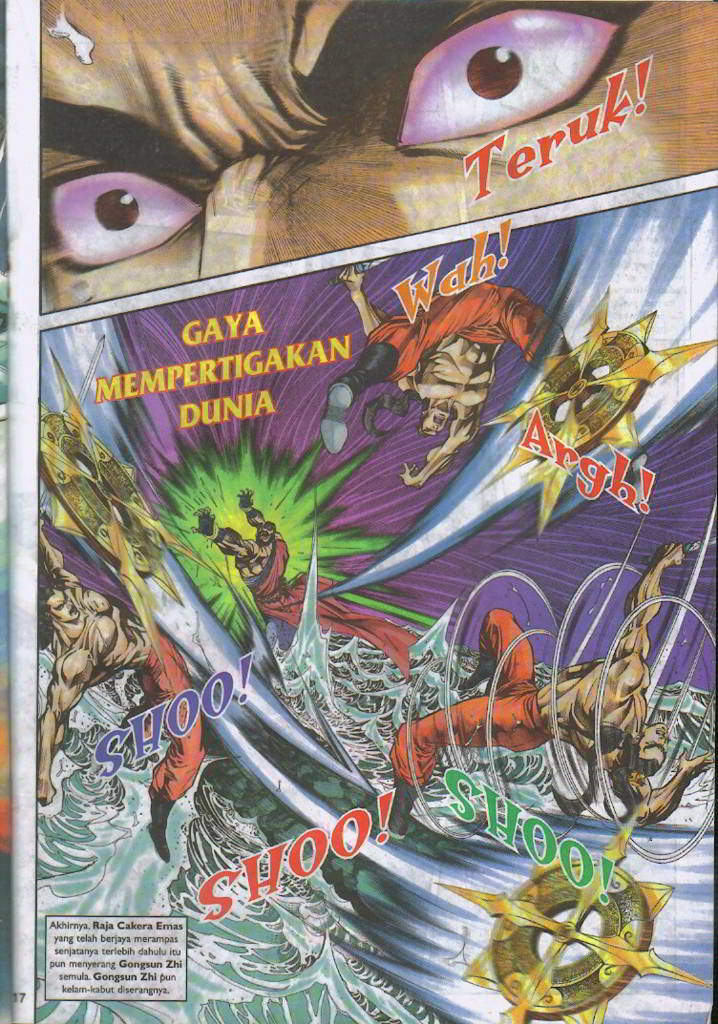 Teruk!
Wah!
GAYA
MEMPERTIGAKAN
DUNIA
Argh!
SHOO!
SHOO!
SHOO!
Akhirnya, Raja Cakera Emas
yang telah berjaya merampas
senjatanya terlebih dahulu itu
pun menyerang Gongsun Zhi
semula. Gongsun Zhi pun
kelam-kabut diserangnya.
17